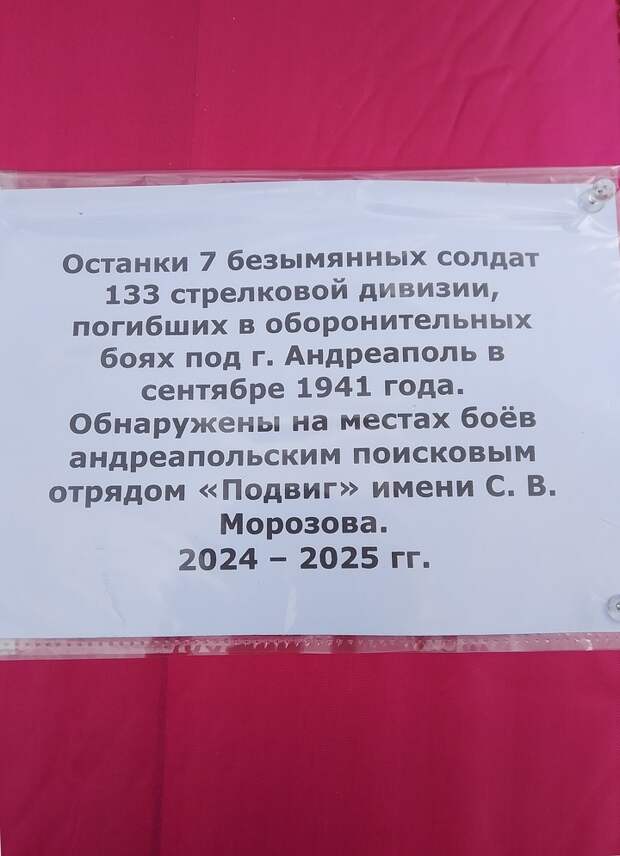 Останки 7 безымянных солдат
133 стрелковой дивизии,
погибших в оборонительных
боях под г. Андреаполь в
сентябре 1941 года.
Обнаружены на местах боёв
андреапольским поисковым
отрядом «Подвиг» имени С. В.
Морозова.
2024 – 2025 гг.